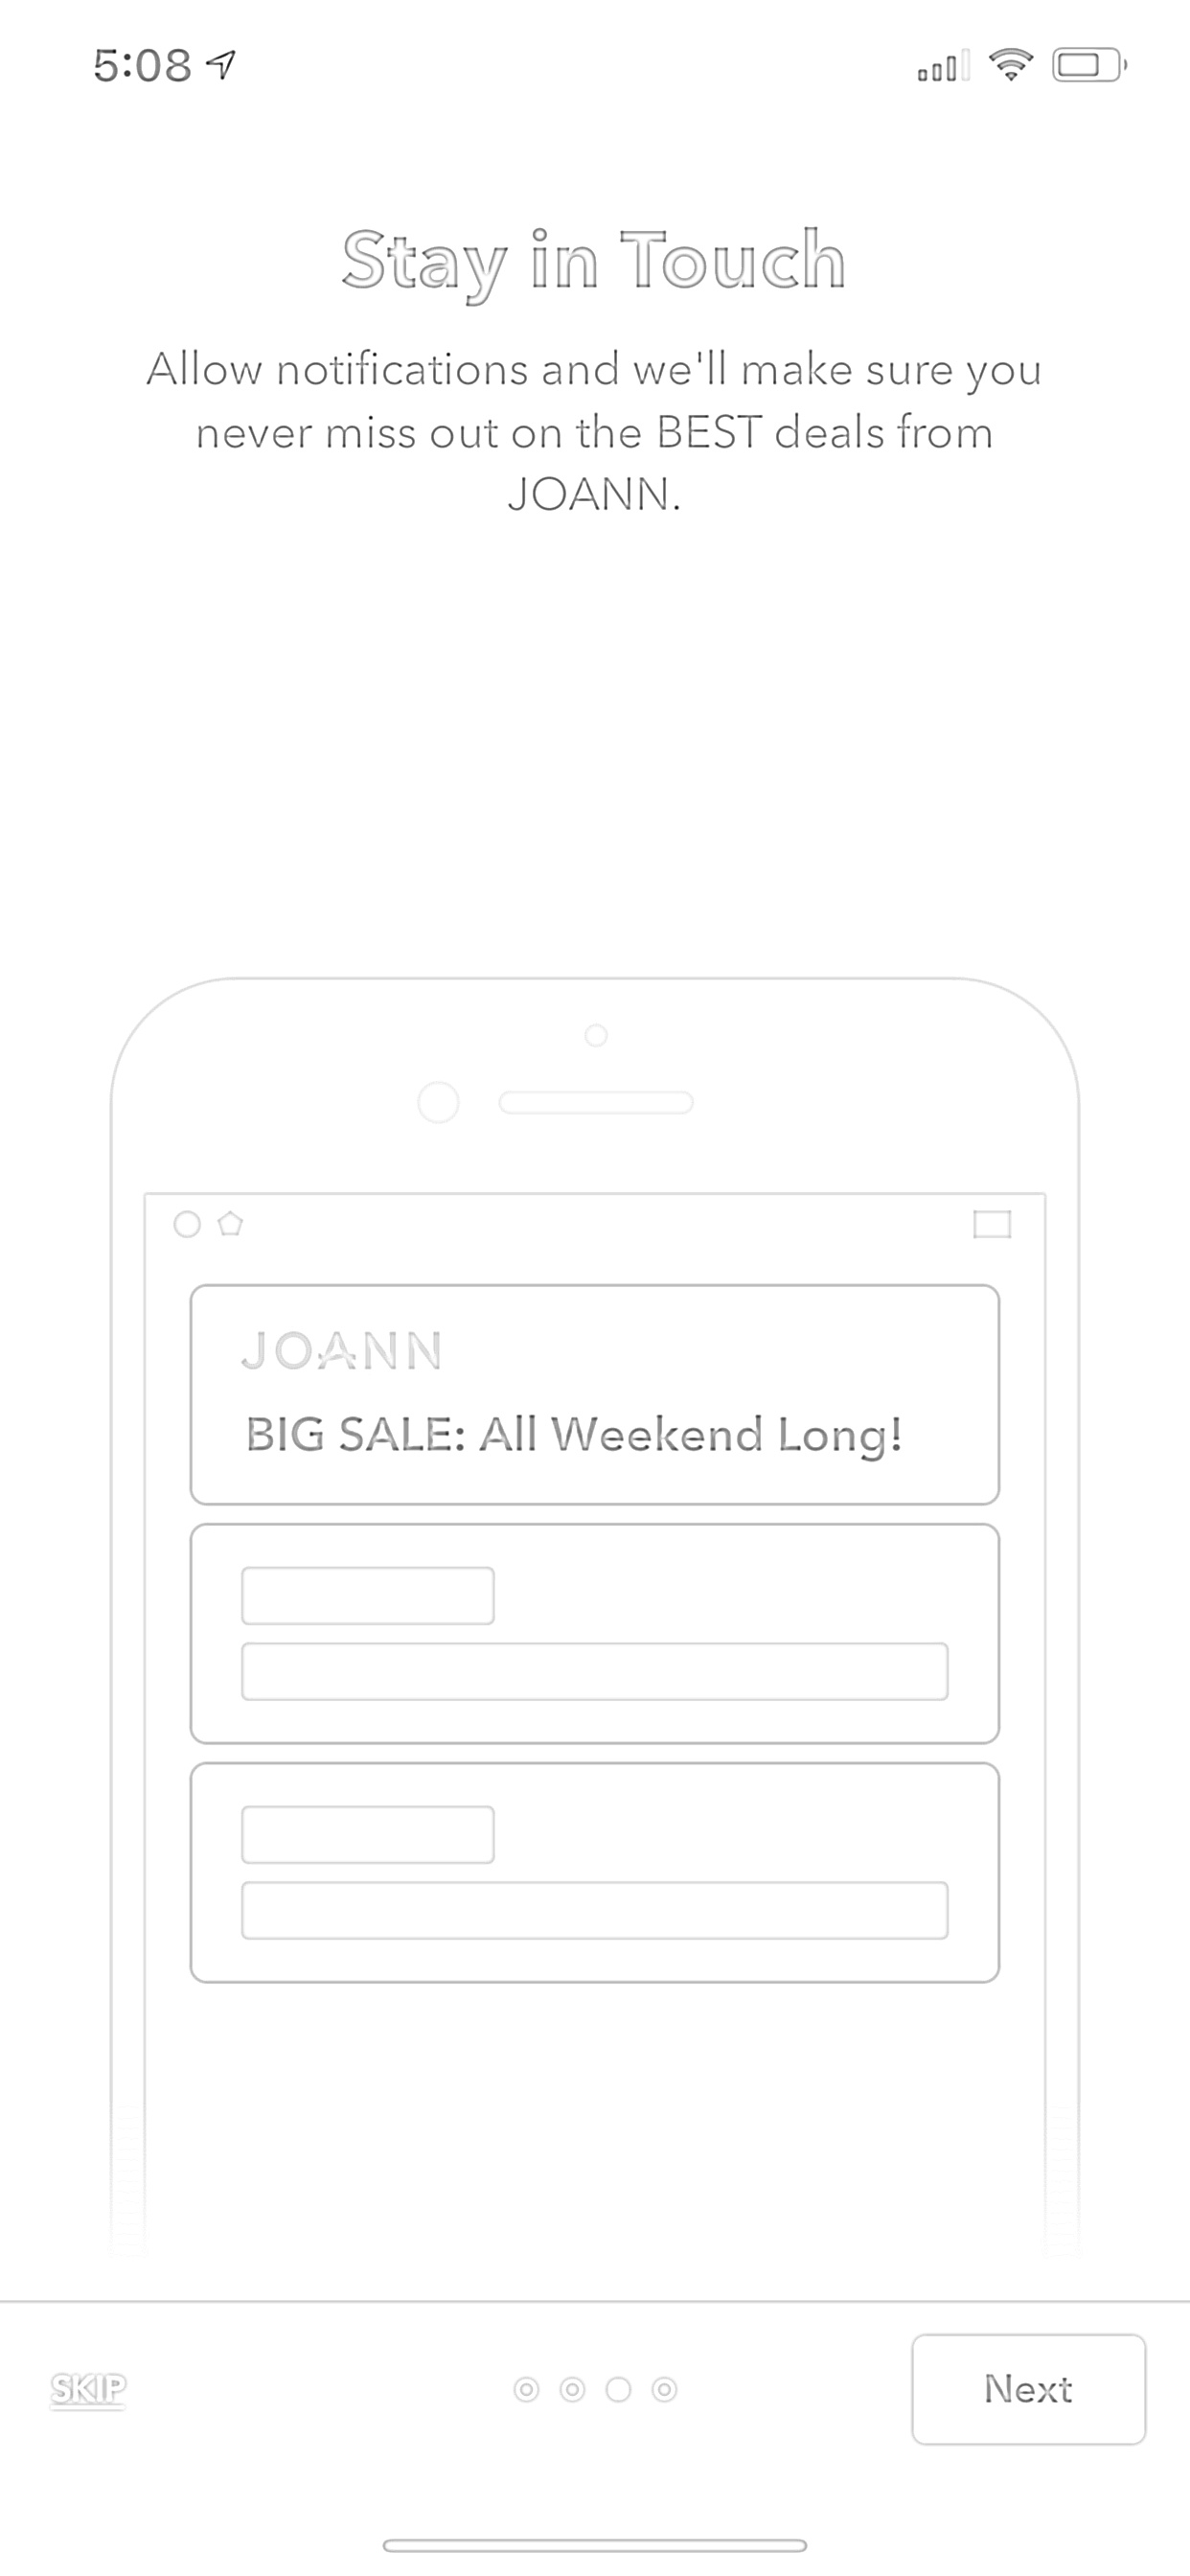 5:08
Stay in Touch
Allow notifications and we'll make sure you
never miss out on the BEST deals from
JOANN.
JOANN
BIG SALE: All Weekend Long!
SKIP
Next